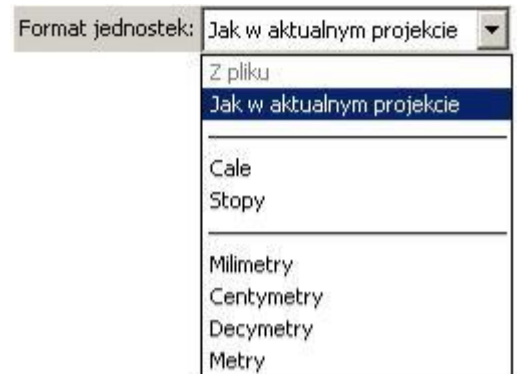 Format jednostek: Jak w aktualnym projekcie
Z pliku
Jak w aktualnym projekcie
Cale
Stopy
Milimetry
Centymetry
Decymetry
Metry